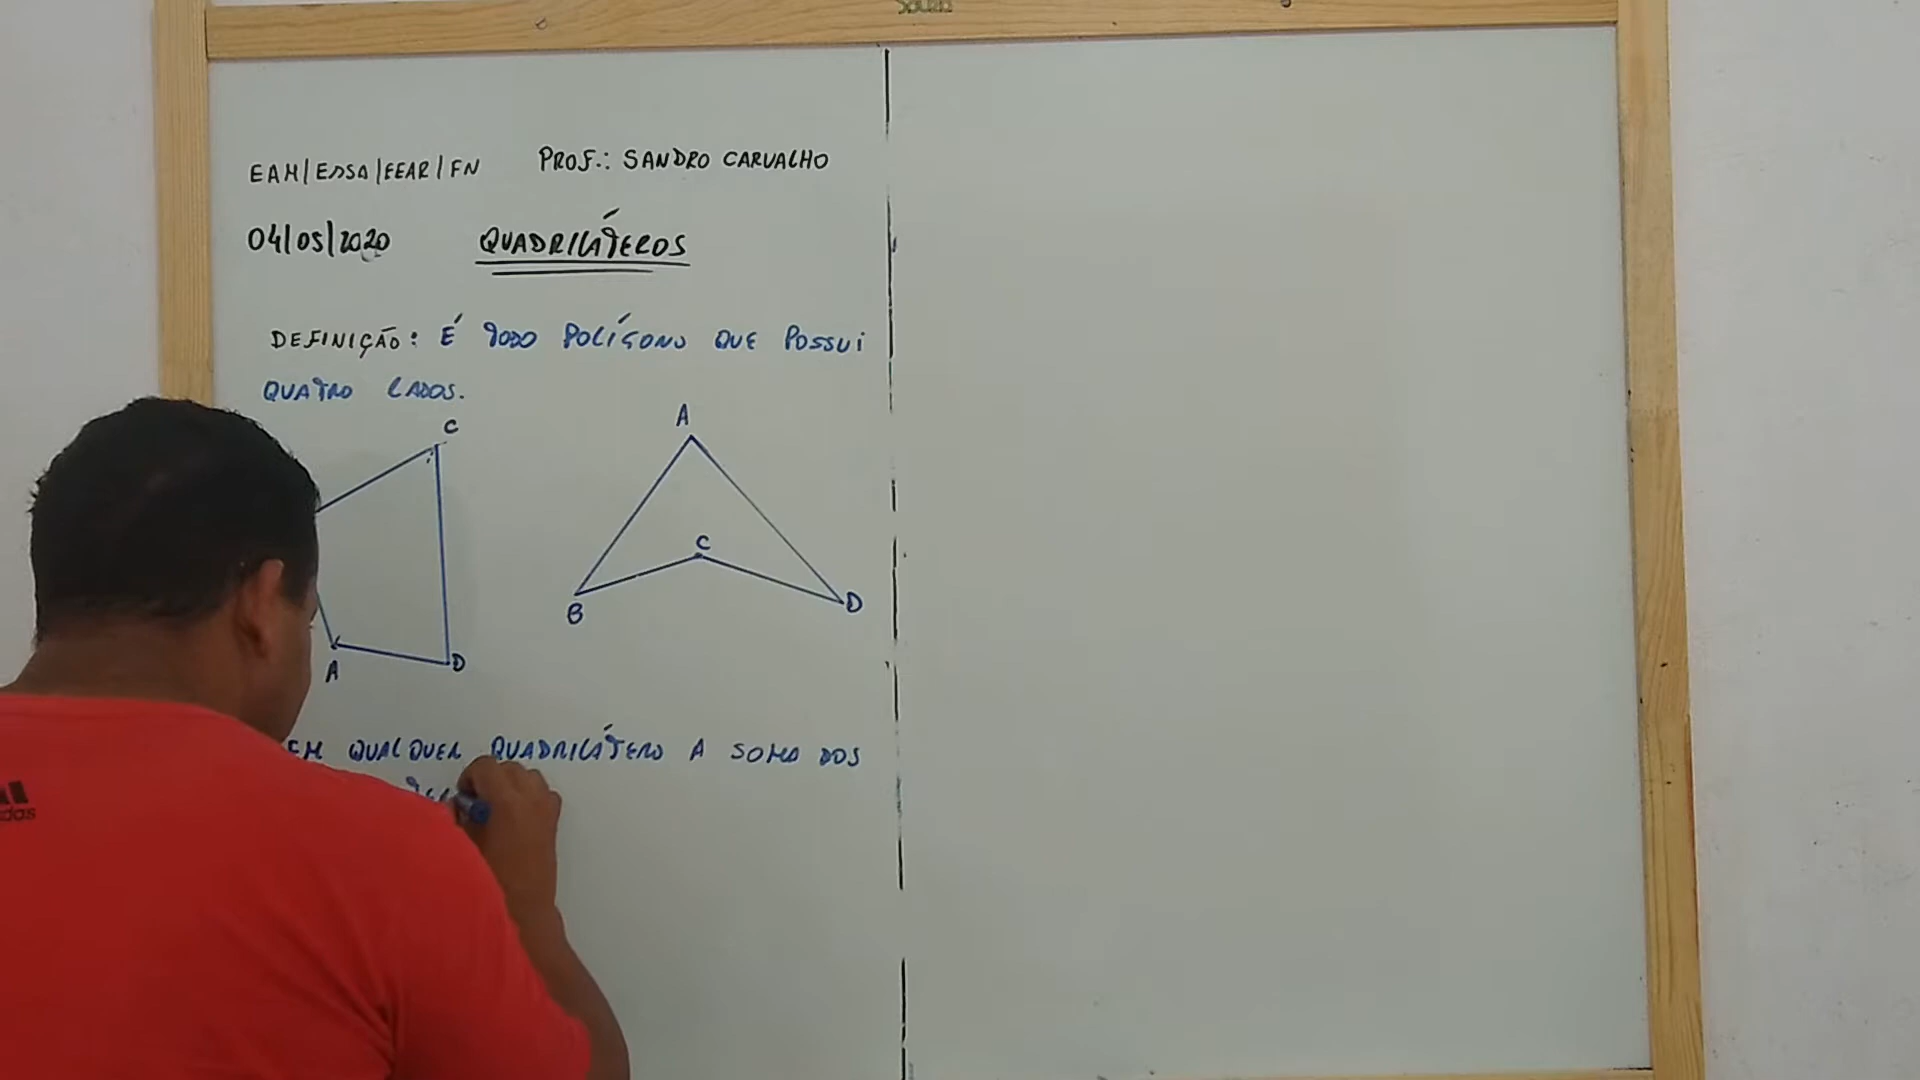 EAM/ESSA/EEAR/FN PROF.: SANDRO CARVALHO
04/05/2020 QUADRILÁTEROS
DEFINIÇÃO: É TODO POLÍGONO QUE POSSUI
QUATRO LADOS.
C
A D
A
C
B D
EM QUALQUER QUADRILÁTERO A SOMA DOS